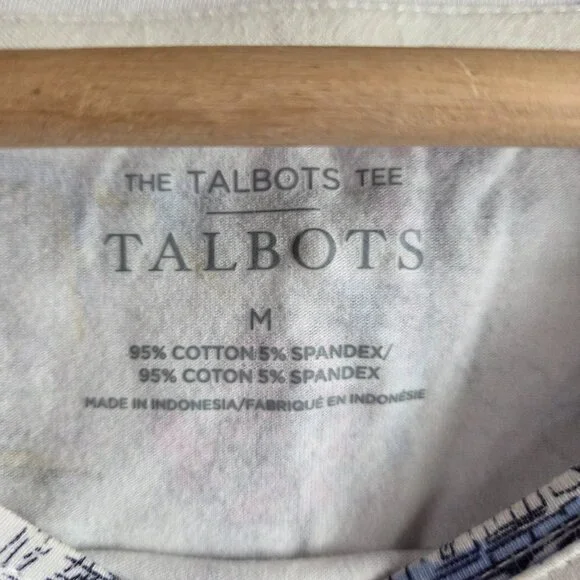 THE TALBOTS TEE
TALBOTS
M
95% COTTON 5% SPANDEX/
95% COTON 5% SPANDEX
MADE IN INDONESIA/FABRIQUÉ EN INDONÉSIE